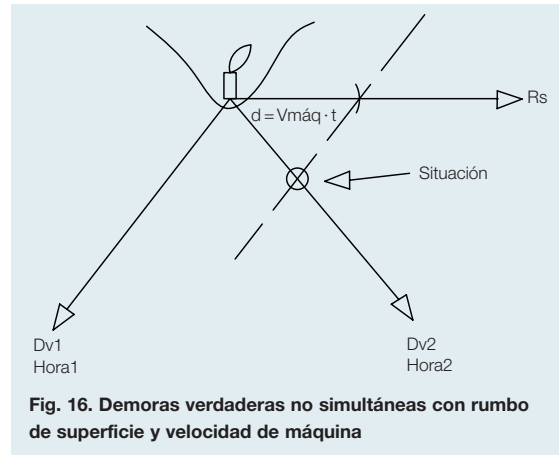 Rs
d = Vmáq · t
Situación
Dv1
Hora1
Dv2
Hora2
Fig. 16. Demoras verdaderas no simultáneas con rumbo
de superficie y velocidad de máquina